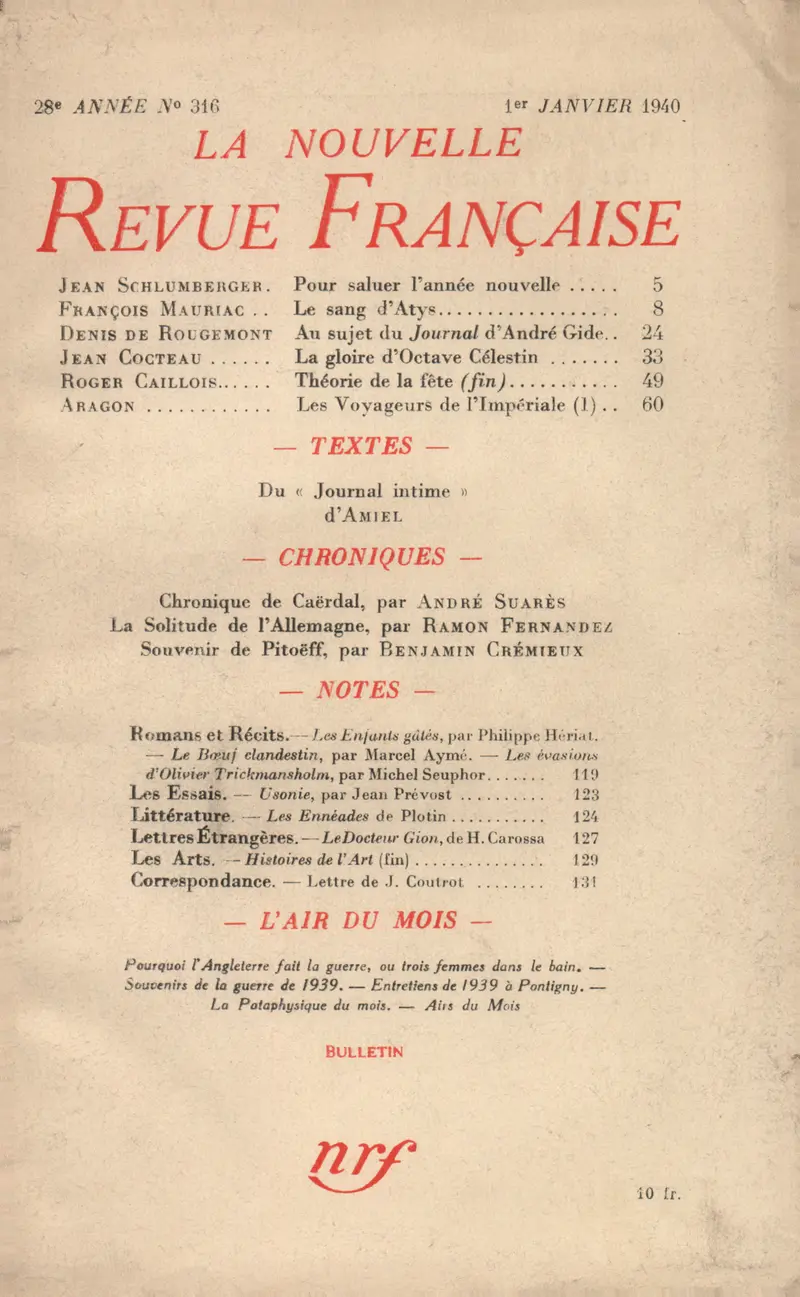 28e ANNÉE No 316 1er JANVIER 1940
LA NOUVELLE
REVUE FRANÇAISE
JEAN SCHLUMBERGER. Pour saluer l'année nouvelle ..... 5
FRANÇOIS MAURIAC .. Le sang d'Atys.................. 8
DENIS DE ROUGEMONT Au sujet du Journal d'André Gide.. 24
JEAN COCTEAU ...... La gloire d'Octave Célestin ....... 33
ROGER CAILLOIS...... Théorie de la fête (fin)........... 49
ARAGON ............ Les Voyageurs de l'Impériale (1) .. 60
— TEXTES —
Du « Journal intime »
d'AMIEL
— CHRONIQUES —
Chronique de Caërdal, par ANDRÉ SUARÈS
La Solitude de l'Allemagne, par RAMON FERNANDEZ
Souvenir de Pitoëff, par BENJAMIN CRÉMIEUX
— NOTES —
Romans et Récits. — Les Enfants gâtés, par Philippe Hériat.
— Le Bœuf clandestin, par Marcel Aymé. — Les évasions
d'Olivier Trickmansholm, par Michel Seuphor....... 119
Les Essais. — Usonie, par Jean Prévost .......... 123
Littérature. — Les Ennéades de Plotin ........... 124
Lettres Étrangères. — Le Docteur Gion, de H. Carossa 127
Les Arts. — Histoires de l'Art (fin) ............... 129
Correspondance. — Lettre de J. Coutrot ........ 131
— L'AIR DU MOIS —
Pourquoi l'Angleterre fait la guerre, ou trois femmes dans le bain. —
Souvenirs de la guerre de 1939. — Entretiens de 1939 à Pontigny. —
La Pataphysique du mois. — Airs du Mois
BULLETIN
nrf
10 fr.